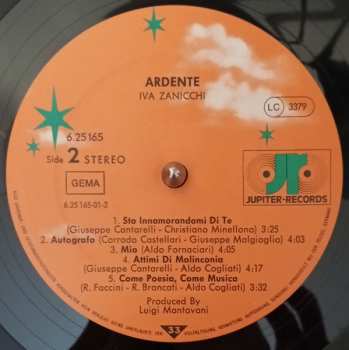 ARDENTE
IVA ZANICCHI
LC 3379
6.25165
Side 2 STEREO
GEMA
6.25165-01-2
JR
JUPITER-RECORDS
1. Sto Innamorandami Di Te
(Giuseppe Cantarelli - Christiano Minellono) 3:25
2. Autografo (Corrado Castellari - Giuseppe Malgioglia) 4:03
3. Mio (Aldo Fornaciari) 4:05
4. Attimi Di Malinconia
(Giuseppe Cantarelli - Aldo Cogliati) 4:17
5. Come Poesia, Come Musica
(R. Faccini - R. Brancati - Aldo Cogliati) 3:32
Produced By
Luigi Mantovani
33